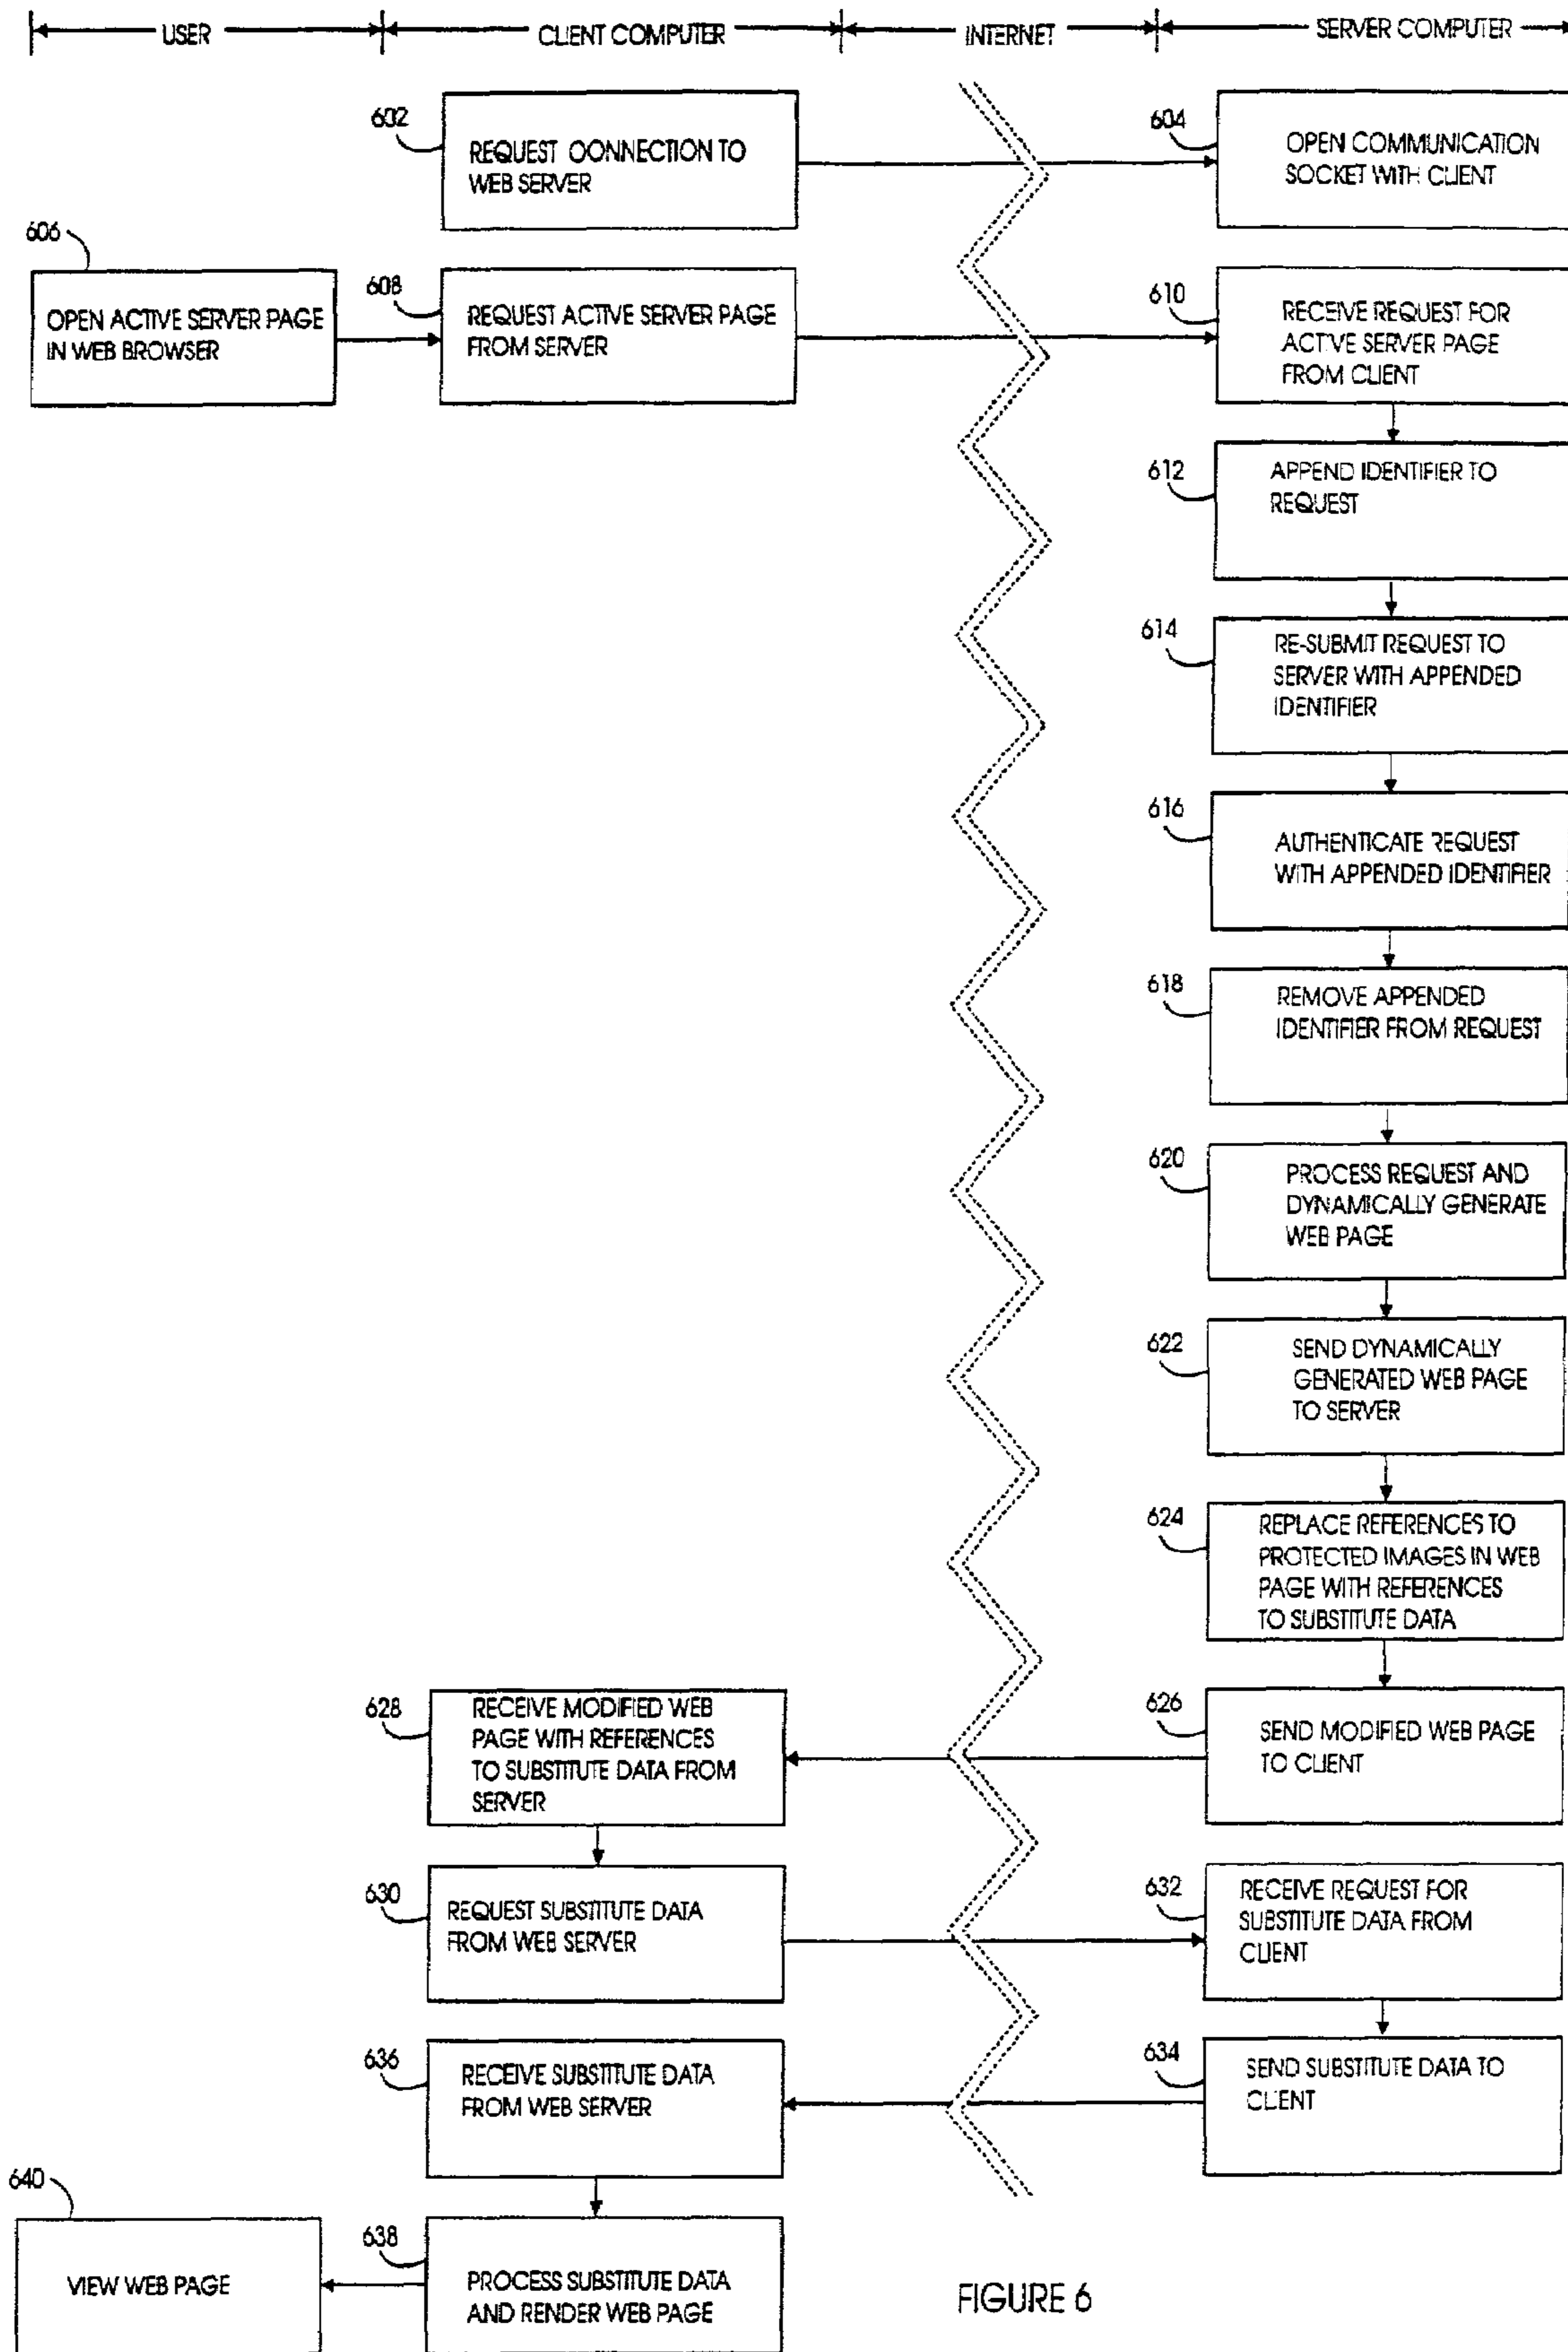 USER CLIENT COMPUTER INTERNET SERVER COMPUTER
602
REQUEST CONNECTION TO
WEB SERVER
604
OPEN COMMUNICATION
SOCKET WITH CLIENT
606
OPEN ACTIVE SERVER PAGE
IN WEB BROWSER
608
REQUEST ACTIVE SERVER PAGE
FROM SERVER
610
RECEIVE REQUEST FOR
ACTIVE SERVER PAGE
FROM CLIENT
612
APPEND IDENTIFIER TO
REQUEST
614
RE-SUBMIT REQUEST TO
SERVER WITH APPENDED
IDENTIFIER
616
AUTHENTICATE REQUEST
WITH APPENDED IDENTIFIER
618
REMOVE APPENDED
IDENTIFIER FROM REQUEST
620
PROCESS REQUEST AND
DYNAMICALLY GENERATE
WEB PAGE
622
SEND DYNAMICALLY
GENERATED WEB PAGE
TO SERVER
624
REPLACE REFERENCES TO
PROTECTED IMAGES IN WEB
PAGE WITH REFERENCES
TO SUBSTITUTE DATA
626
SEND MODIFIED WEB PAGE
TO CLIENT
628
RECEIVE MODIFIED WEB
PAGE WITH REFERENCES
TO SUBSTITUTE DATA FROM
SERVER
630
REQUEST SUBSTITUTE DATA
FROM WEB SERVER
632
RECEIVE REQUEST FOR
SUBSTITUTE DATA FROM
CLIENT
634
SEND SUBSTITUTE DATA TO
CLIENT
636
RECEIVE SUBSTITUTE DATA
FROM WEB SERVER
638
PROCESS SUBSTITUTE DATA
AND RENDER WEB PAGE
640
VIEW WEB PAGE
FIGURE 6